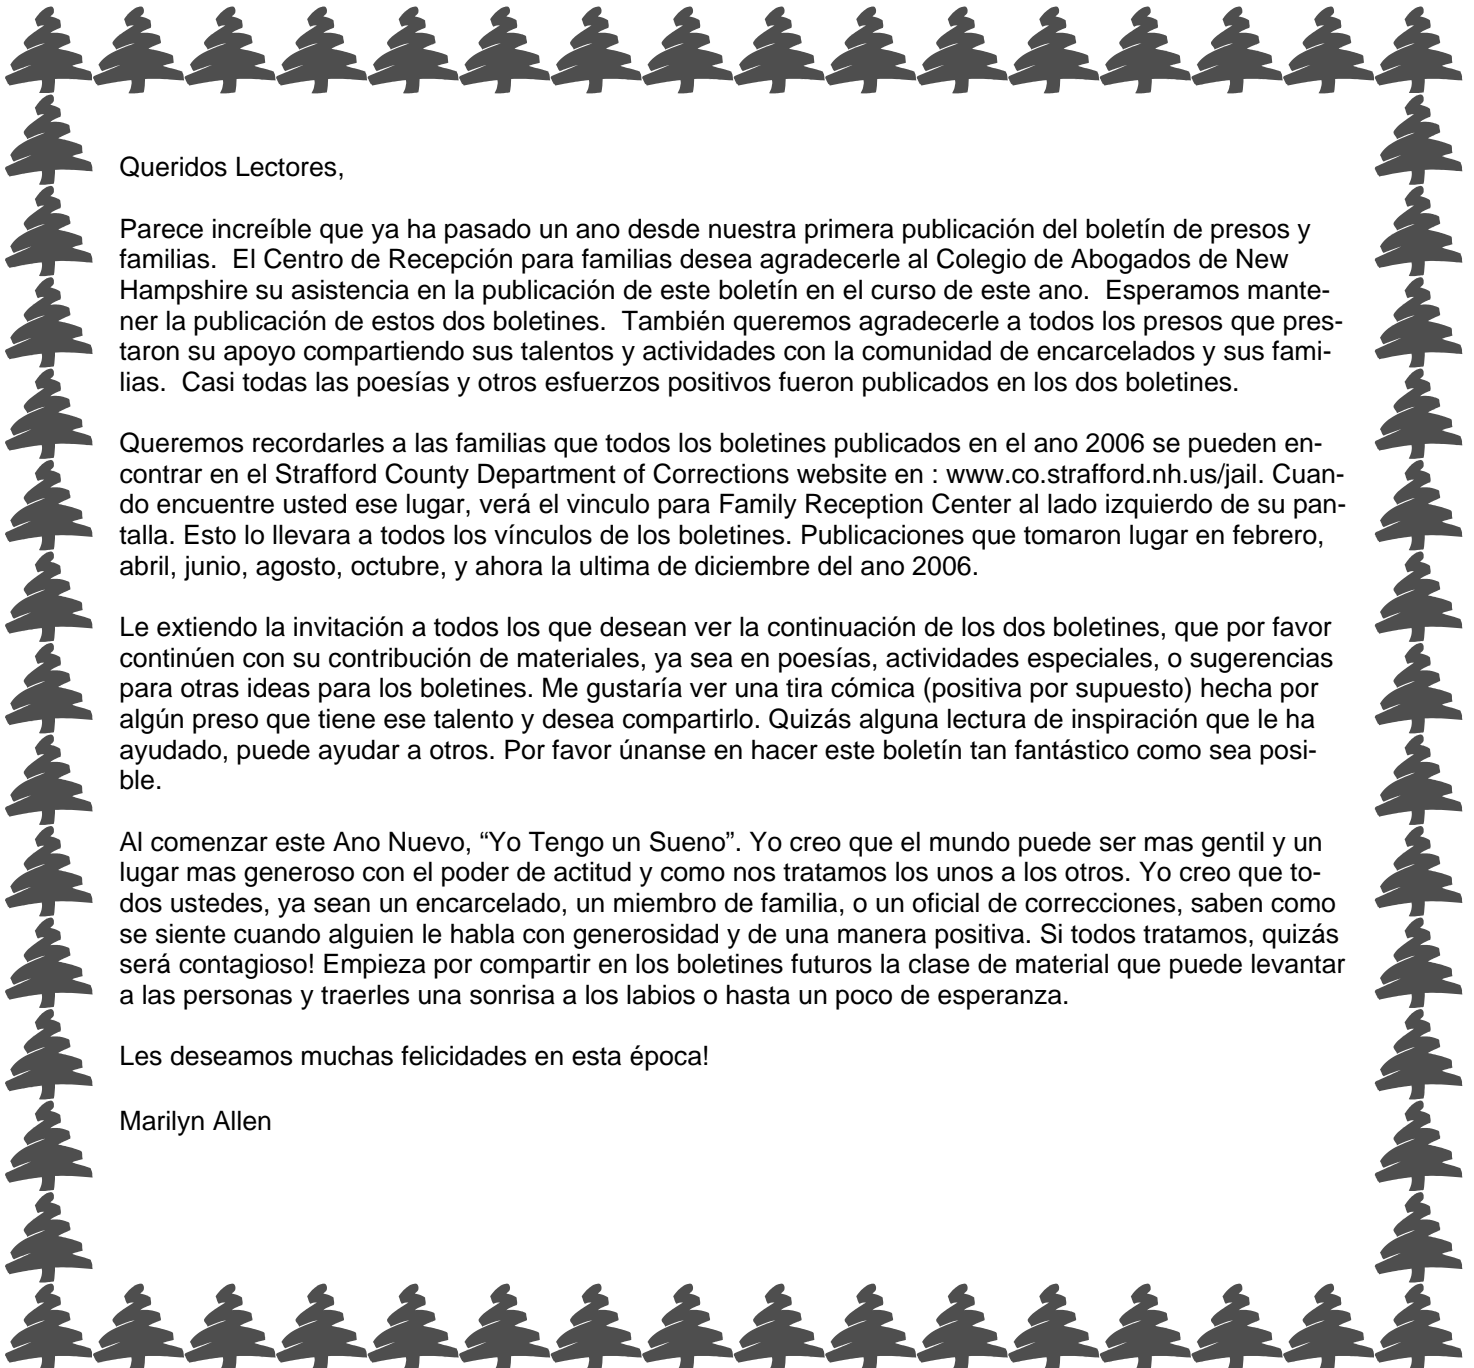 Queridos Lectores,
Parece increíble que ya ha pasado un ano desde nuestra primera publicación del boletín de presos y
familias.  El Centro de Recepción para familias desea agradecerle al Colegio de Abogados de New
Hampshire su asistencia en la publicación de este boletín en el curso de este ano.  Esperamos mante-
ner la publicación de estos dos boletines.  También queremos agradecerle a todos los presos que pres-
taron su apoyo compartiendo sus talentos y actividades con la comunidad de encarcelados y sus fami-
lias.  Casi todas las poesías y otros esfuerzos positivos fueron publicados en los dos boletines.
Queremos recordarles a las familias que todos los boletines publicados en el ano 2006 se pueden en-
contrar en el Strafford County Department of Corrections website en : www.co.strafford.nh.us/jail. Cuan-
do encuentre usted ese lugar, verá el vinculo para Family Reception Center al lado izquierdo de su pan-
talla. Esto lo llevara a todos los vínculos de los boletines. Publicaciones que tomaron lugar en febrero,
abril, junio, agosto, octubre, y ahora la ultima de diciembre del ano 2006.
Le extiendo la invitación a todos los que desean ver la continuación de los dos boletines, que por favor
continúen con su contribución de materiales, ya sea en poesías, actividades especiales, o sugerencias
para otras ideas para los boletines. Me gustaría ver una tira cómica (positiva por supuesto) hecha por
algún preso que tiene ese talento y desea compartirlo. Quizás alguna lectura de inspiración que le ha
ayudado, puede ayudar a otros. Por favor únanse en hacer este boletín tan fantástico como sea posi-
ble.
Al comenzar este Ano Nuevo, “Yo Tengo un Sueno”. Yo creo que el mundo puede ser mas gentil y un
lugar mas generoso con el poder de actitud y como nos tratamos los unos a los otros. Yo creo que to-
dos ustedes, ya sean un encarcelado, un miembro de familia, o un oficial de correcciones, saben como
se siente cuando alguien le habla con generosidad y de una manera positiva. Si todos tratamos, quizás
será contagioso! Empieza por compartir en los boletines futuros la clase de material que puede levantar
a las personas y traerles una sonrisa a los labios o hasta un poco de esperanza.
Les deseamos muchas felicidades en esta época!
Marilyn Allen